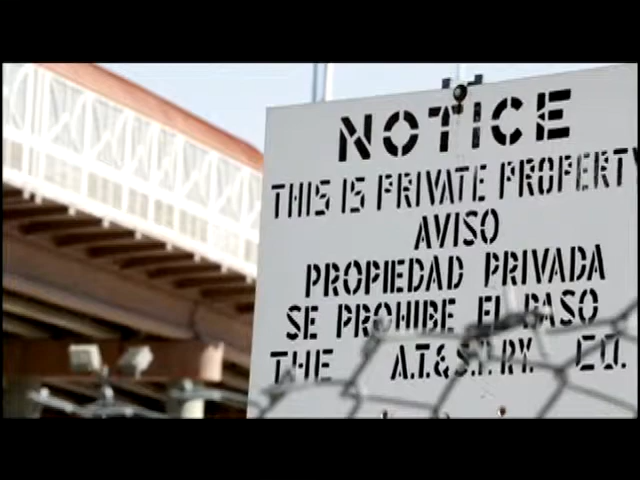 NOTICE
THIS IS PRIVATE PROPERTY
AVISO
PROPIEDAD PRIVADA
SE PROHIBE EL PASO
THE A.T.&S.F. RY. CO.